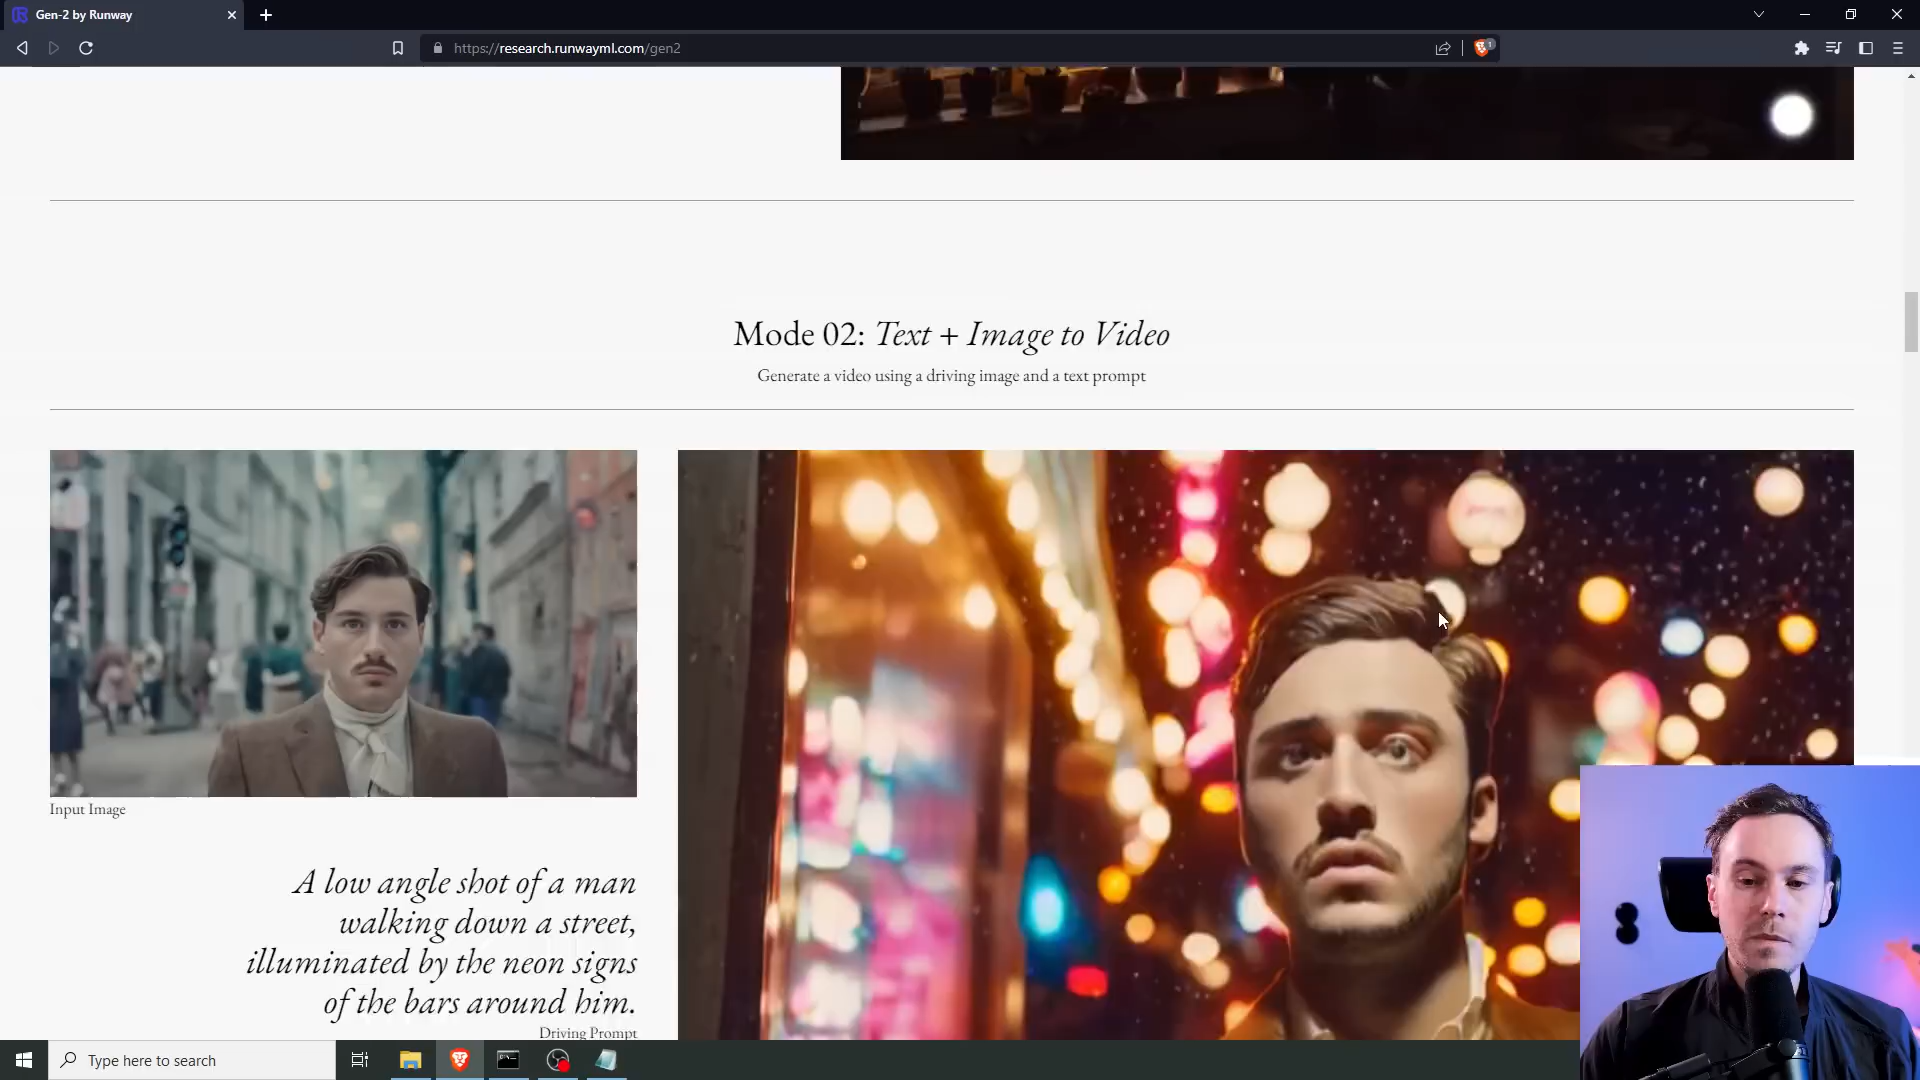 Gen-2 by Runway
https://research.runwayml.com/gen2
1
Mode 02: Text + Image to Video
Generate a video using a driving image and a text prompt
Input Image
A low angle shot of a man
walking down a street,
illuminated by the neon signs
of the bars around him.
Driving Prompt
Type here to search